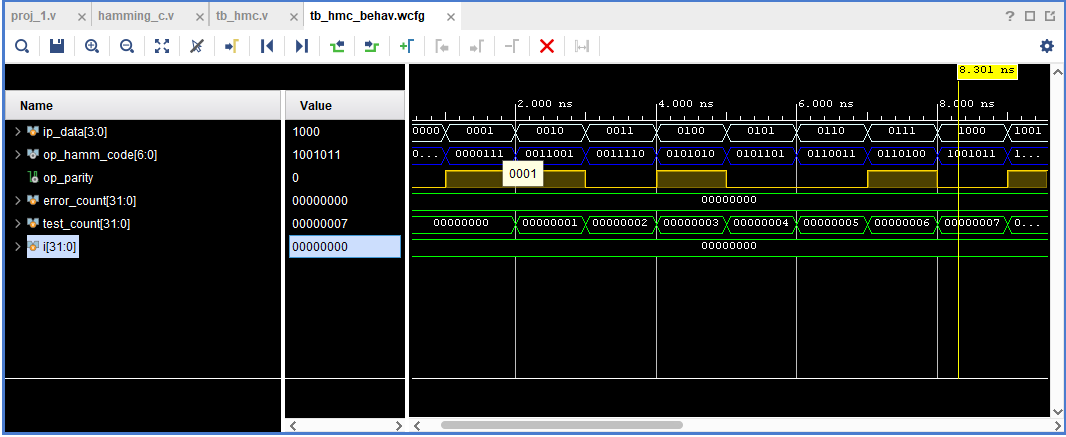 proj_1.v × hamming_c.v × tb_hmc.v × tb_hmc_behav.wcfg ×
?
8.301 ns
Name Value 2.000 ns 4.000 ns 6.000 ns 8.000 ns
ip_data[3:0] 1000 0000 0001 0010 0011 0100 0101 0110 0111 1000 1001
op_hamm_code[6:0] 1001011 0... 0000111 0011001 0011110 0101010 0101101 0110011 0110100 1001011 1...
op_parity 0 0001
error_count[31:0] 00000000 00000000
test_count[31:0] 00000007 00000000 00000001 00000002 00000003 00000004 00000005 00000006 00000007 0...
i[31:0] 00000000 00000000